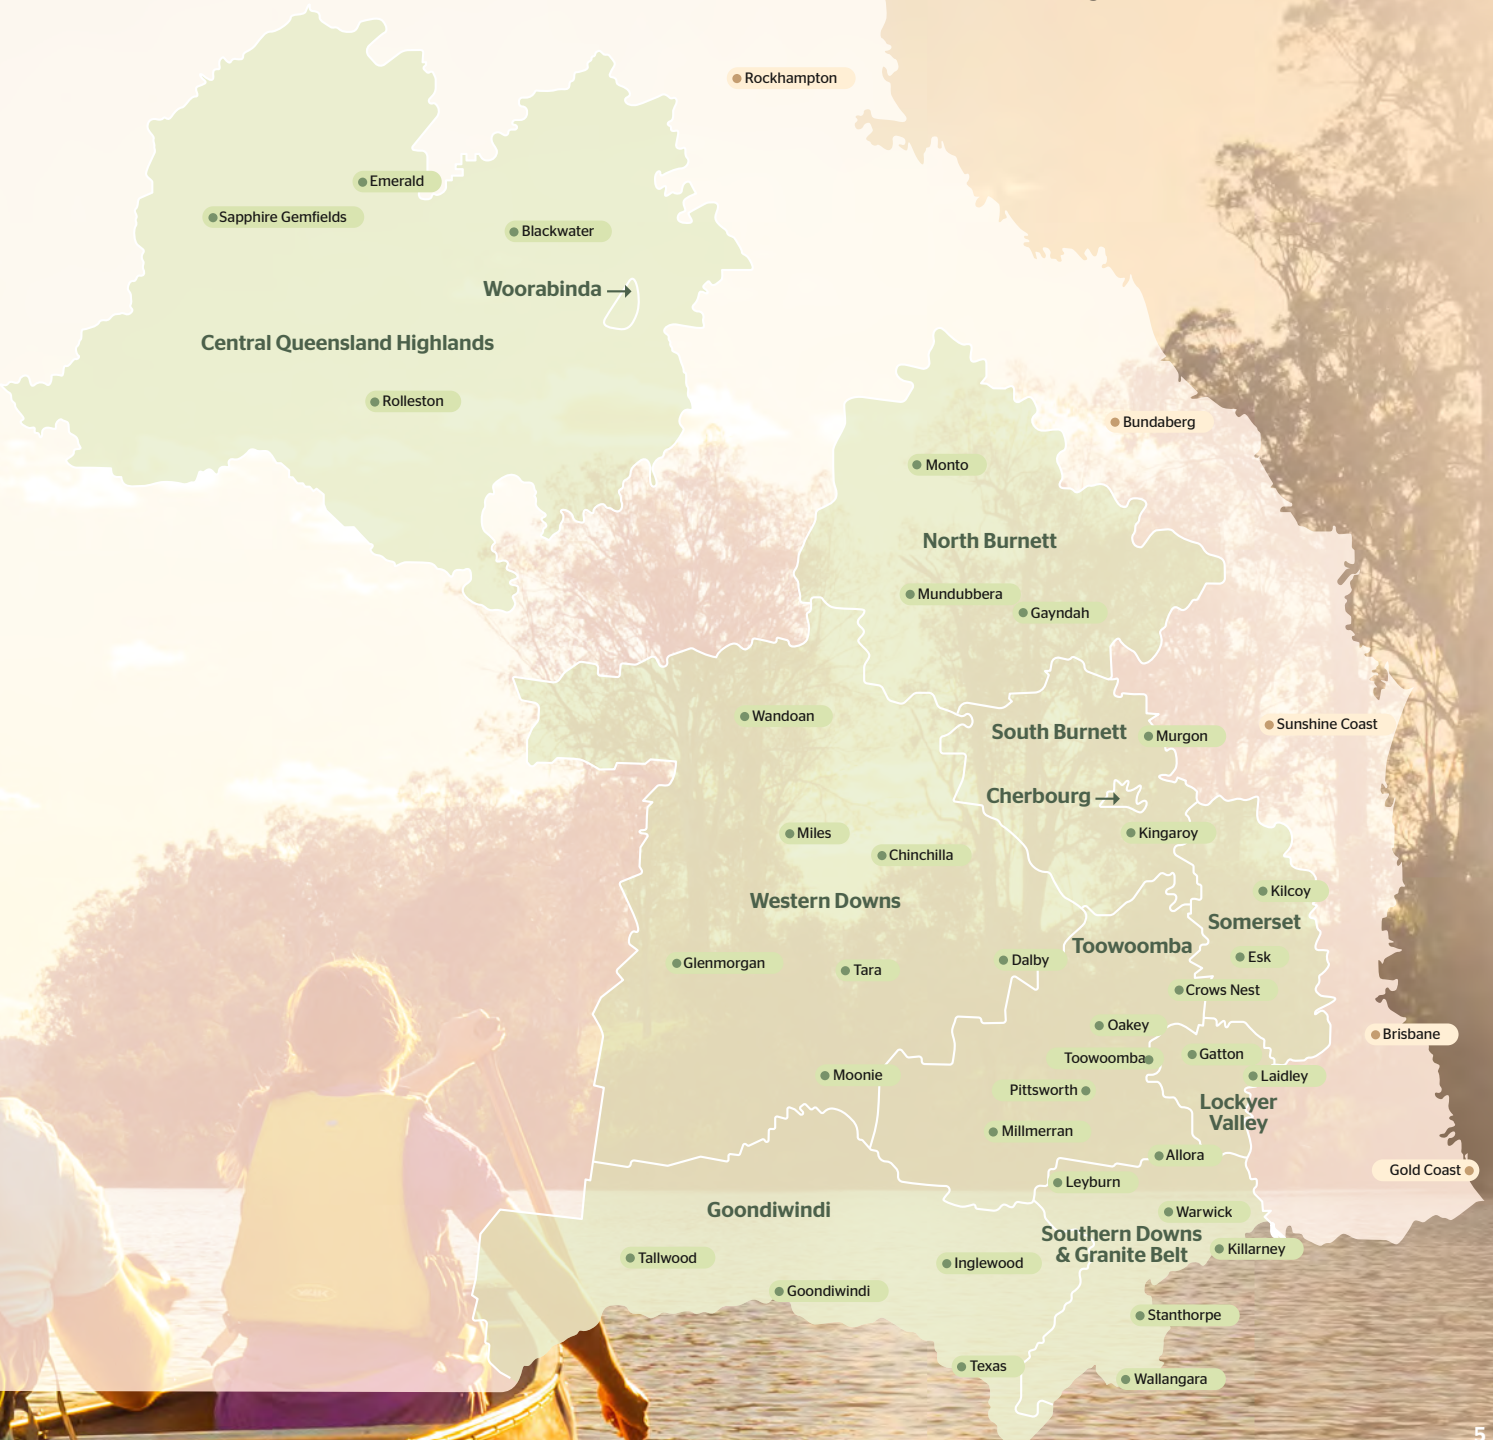 Rockhampton
Emerald
Sapphire Gemfields
Blackwater
Woorabinda
Central Queensland Highlands
Rolleston
Bundaberg
Monto
North Burnett
Mundubbera
Gayndah
Wandoan
South Burnett
Murgon
Sunshine Coast
Cherbourg
Miles
Kingaroy
Chinchilla
Western Downs
Kilcoy
Somerset
Toowoomba
Glenmorgan
Tara
Dalby
Esk
Crows Nest
Oakey
Brisbane
Toowoomba
Gatton
Moonie
Laidley
Pittsworth
Lockyer
Valley
Millmerran
Allora
Gold Coast
Leyburn
Goondiwindi
Warwick
Southern Downs
& Granite Belt
Killarney
Tallwood
Inglewood
Goondiwindi
Stanthorpe
Texas
Wallangara
5